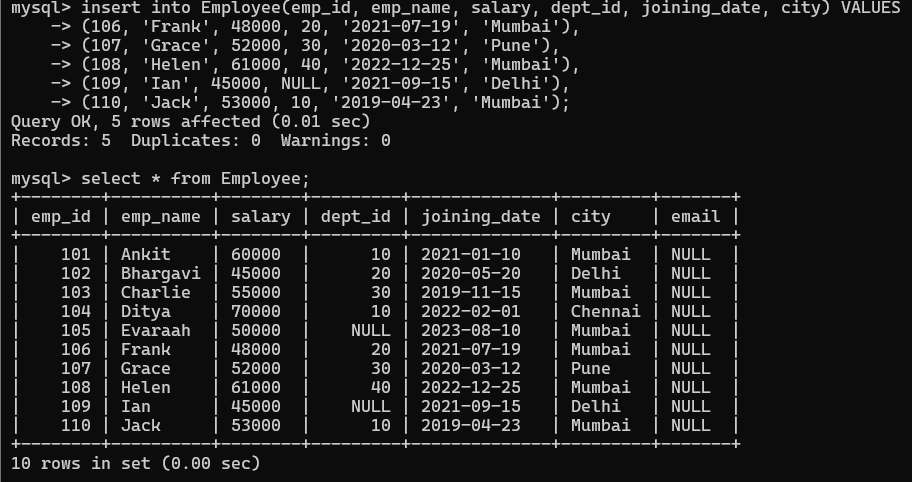 mysql> insert into Employee(emp_id, emp_name, salary, dept_id, joining_date, city) VALUES
    -> (106, 'Frank', 48000, 20, '2021-07-19', 'Mumbai'),
    -> (107, 'Grace', 52000, 30, '2020-03-12', 'Pune'),
    -> (108, 'Helen', 61000, 40, '2022-12-25', 'Mumbai'),
    -> (109, 'Ian', 45000, NULL, '2021-09-15', 'Delhi'),
    -> (110, 'Jack', 53000, 10, '2019-04-23', 'Mumbai');
Query OK, 5 rows affected (0.01 sec)
Records: 5  Duplicates: 0  Warnings: 0

mysql> select * from Employee;
+--------+----------+--------+---------+--------------+---------+-------+
| emp_id | emp_name | salary | dept_id | joining_date | city    | email |
+--------+----------+--------+---------+--------------+---------+-------+
|    101 | Ankit    | 60000  |      10 | 2021-01-10   | Mumbai  | NULL  |
|    102 | Bhargavi | 45000  |      20 | 2020-05-20   | Delhi   | NULL  |
|    103 | Charlie  | 55000  |      30 | 2019-11-15   | Mumbai  | NULL  |
|    104 | Ditya    | 70000  |      10 | 2022-02-01   | Chennai | NULL  |
|    105 | Evaraah  | 50000  |    NULL | 2023-08-10   | Mumbai  | NULL  |
|    106 | Frank    | 48000  |      20 | 2021-07-19   | Mumbai  | NULL  |
|    107 | Grace    | 52000  |      30 | 2020-03-12   | Pune    | NULL  |
|    108 | Helen    | 61000  |      40 | 2022-12-25   | Mumbai  | NULL  |
|    109 | Ian      | 45000  |    NULL | 2021-09-15   | Delhi   | NULL  |
|    110 | Jack     | 53000  |      10 | 2019-04-23   | Mumbai  | NULL  |
+--------+----------+--------+---------+--------------+---------+-------+
10 rows in set (0.00 sec)